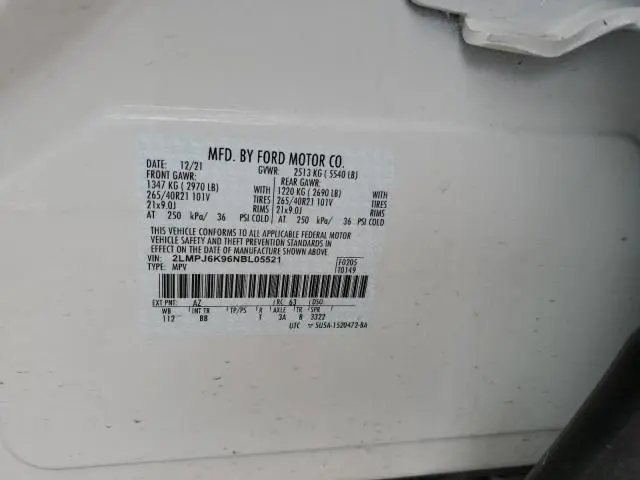 MFD. BY FORD MOTOR CO.
DATE: 12/21 GVWR: 2513 KG ( 5540 LB)
FRONT GAWR: REAR GAWR:
1347 KG ( 2970 LB) WITH 1220 KG ( 2690 LB) WITH
265/40R21 101V TIRES 265/40R21 101V TIRES
21x9.0J RIMS 21x9.0J RIMS
AT 250 kPa/ 36 PSI COLD AT 250 kPa/ 36 PSI COLD
THIS VEHICLE CONFORMS TO ALL APPLICABLE FEDERAL MOTOR
VEHICLE SAFETY AND THEFT PREVENTION STANDARDS IN
EFFECT ON THE DATE OF MANUFACTURE SHOWN ABOVE.
VIN: 2LMPJ6K96NBL05521 F0205
TYPE: MPV T0149
EXT PNT: AZ RC: 63 DSO:
WB INT TR TP/PS R AXLE TR SPR
112 BB 1 3A 8 3322
UTC ▽ 5U5A-1520472-BA